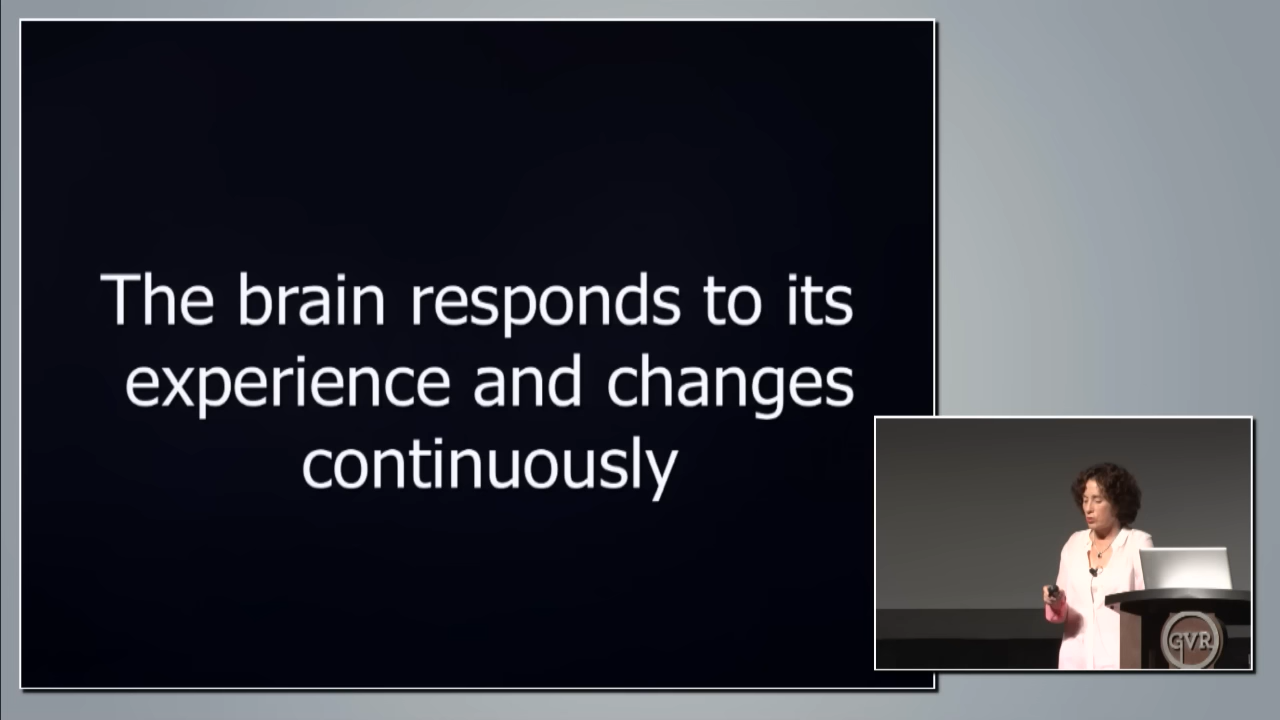 The brain responds to its
experience and changes
continuously
GVR